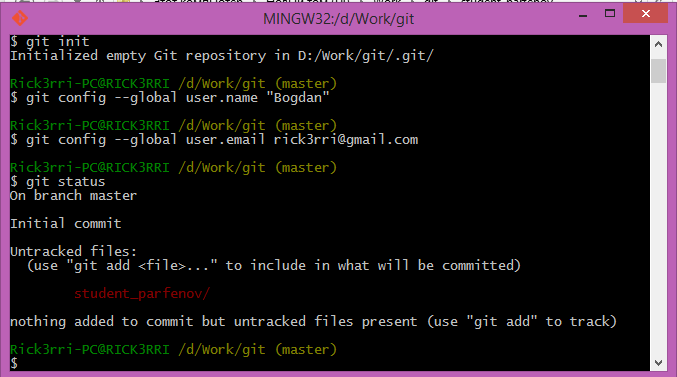 MINGW32:/d/Work/git
$ git init
Initialized empty Git repository in D:/Work/git/.git/
Rick3rri-PC@RICK3RRI /d/Work/git (master)
$ git config --global user.name "Bogdan"
Rick3rri-PC@RICK3RRI /d/Work/git (master)
$ git config --global user.email rick3rri@gmail.com
Rick3rri-PC@RICK3RRI /d/Work/git (master)
$ git status
On branch master
Initial commit
Untracked files:
(use "git add <file>..." to include in what will be committed)
student_parfenov/
nothing added to commit but untracked files present (use "git add" to track)
Rick3rri-PC@RICK3RRI /d/Work/git (master)
$